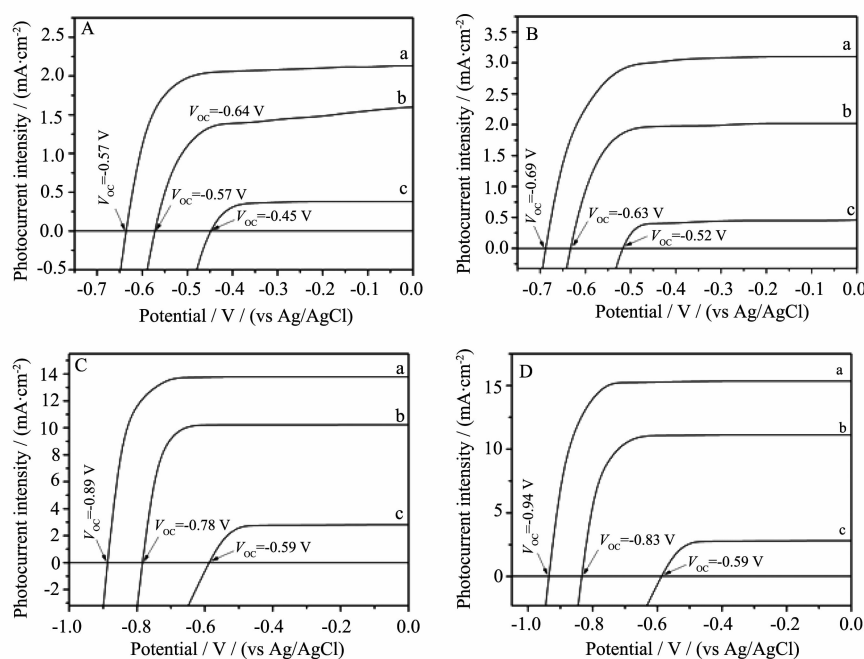 A
a
b
c
V_OC=-0.57 V
V_OC=-0.64 V
V_OC=-0.57 V
V_OC=-0.45 V
Photocurrent intensity / (mA·cm⁻²)
2.5
2.0
1.5
1.0
0.5
0.0
-0.5
-0.7 -0.6 -0.5 -0.4 -0.3 -0.2 -0.1 0.0
Potential / V / (vs Ag/AgCl)
B
a
b
c
V_OC=-0.69 V
V_OC=-0.63 V
V_OC=-0.52 V
Photocurrent intensity / (mA·cm⁻²)
3.5
3.0
2.5
2.0
1.5
1.0
0.5
0.0
-0.7 -0.6 -0.5 -0.4 -0.3 -0.2 -0.1 0.0
Potential / V / (vs Ag/AgCl)
C
a
b
c
V_OC=-0.89 V
V_OC=-0.78 V
V_OC=-0.59 V
Photocurrent intensity / (mA·cm⁻²)
14
12
10
8
6
4
2
0
-2
-1.0 -0.8 -0.6 -0.4 -0.2 0.0
Potential / V / (vs Ag/AgCl)
D
a
b
c
V_OC=-0.94 V
V_OC=-0.83 V
V_OC=-0.59 V
Photocurrent intensity / (mA·cm⁻²)
15
10
5
0
-1.0 -0.8 -0.6 -0.4 -0.2 0.0
Potential / V / (vs Ag/AgCl)